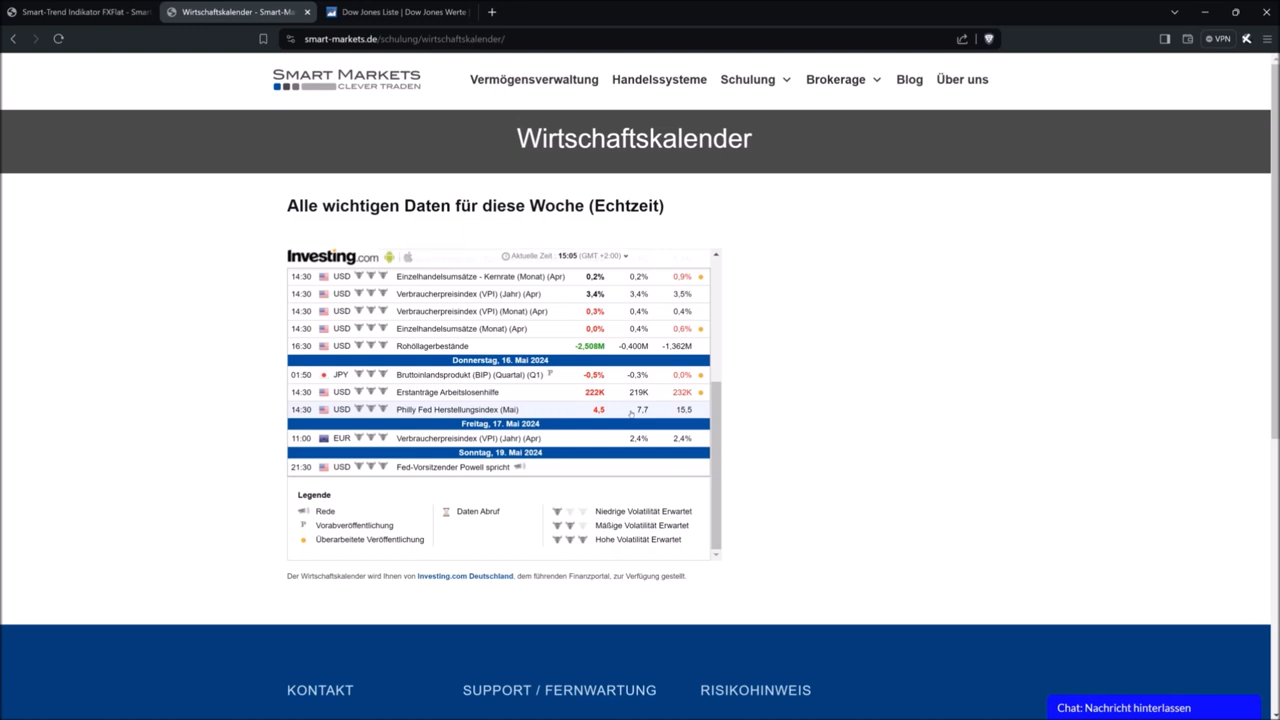 Smart-Trend Indikator FXFlat - Smart
Wirtschaftskalender - Smart-Ma
Dow Jones Liste | Dow Jones Werte
smart-markets.de/schulung/wirtschaftskalender/
VPN
SMART MARKETS
CLEVER TRADEN
Vermögensverwaltung Handelssysteme Schulung Brokerage Blog Über uns
Wirtschaftskalender
Alle wichtigen Daten für diese Woche (Echtzeit)
Investing.com Aktuelle Zeit : 15:05 (GMT +2:00)
14:30 USD Einzelhandelsumsätze - Kernrate (Monat) (Apr) 0,2% 0,2% 0,9%
14:30 USD Verbraucherpreisindex (VPI) (Jahr) (Apr) 3,4% 3,4% 3,5%
14:30 USD Verbraucherpreisindex (VPI) (Monat) (Apr) 0,3% 0,4% 0,4%
14:30 USD Einzelhandelsumsätze (Monat) (Apr) 0,0% 0,4% 0,6%
16:30 USD Rohöllagerbestände -2,508M -0,400M -1,362M
Donnerstag, 16. Mai 2024
01:50 JPY Bruttoinlandsprodukt (BIP) (Quartal) (Q1) P -0,5% -0,3% 0,0%
14:30 USD Erstanträge Arbeitslosenhilfe 222K 219K 232K
14:30 USD Philly Fed Herstellungsindex (Mai) 4,5 7,7 15,5
Freitag, 17. Mai 2024
11:00 EUR Verbraucherpreisindex (VPI) (Jahr) (Apr) 2,4% 2,4%
Sonntag, 19. Mai 2024
21:30 USD Fed-Vorsitzender Powell spricht
Legende
Rede
P Vorabveröffentlichung
Überarbeitete Veröffentlichung
Daten Abruf
Niedrige Volatilität Erwartet
Mäßige Volatilität Erwartet
Hohe Volatilität Erwartet
Der Wirtschaftskalender wird Ihnen von Investing.com Deutschland, dem führenden Finanzportal, zur Verfügung gestellt.
KONTAKT SUPPORT / FERNWARTUNG RISIKOHINWEIS
Chat: Nachricht hinterlassen